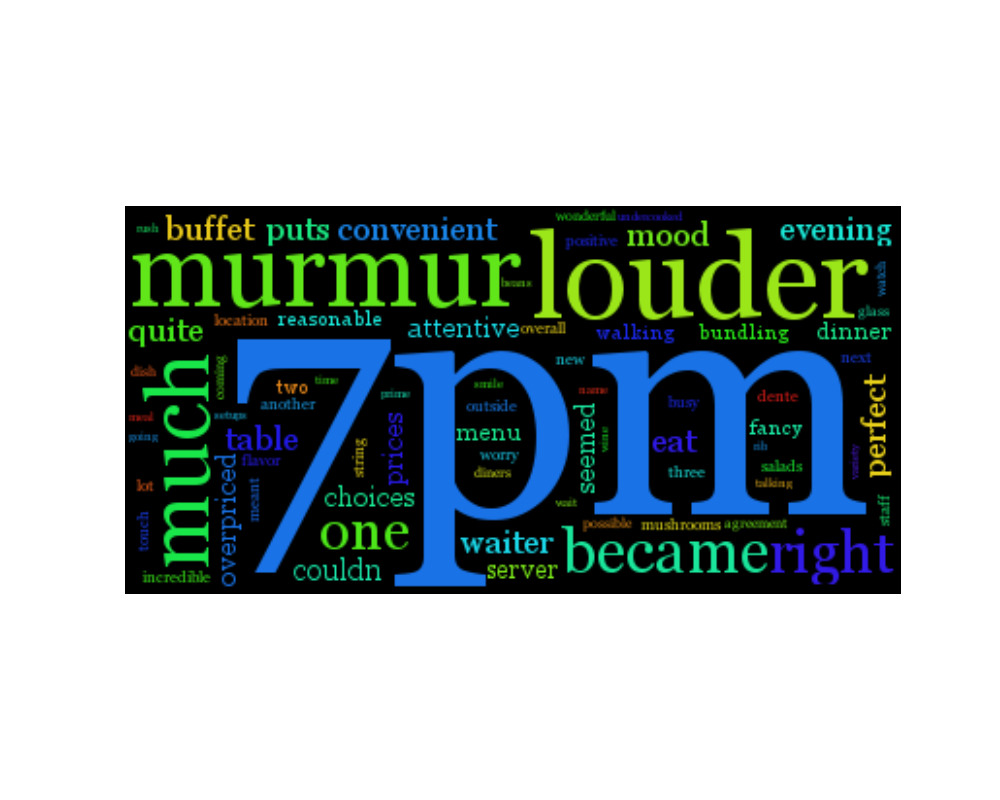 wonderful undercooked
rush buffet puts convenient positive mood evening
murmur louder
beans watch
glass
quite location reasonable attentive overall walking bundling dinner
7pm
much coming dish meal going lot touch incredible
two time another prime setups
table flavor string prices
overpriced meant choices
one
couldn
new next
smile name dente
outside busy
menu seemed wine eat fancy perfect
worry rib
diners three salads variety
talking
wait staff
possible mushrooms agreement
waiter became right
server